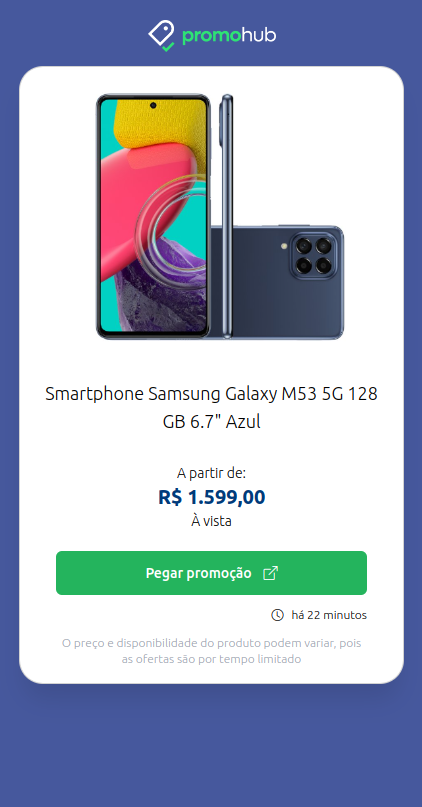 promohub
Smartphone Samsung Galaxy M53 5G 128
GB 6.7" Azul
A partir de:
R$ 1.599,00
À vista
Pegar promoção
há 22 minutos
O preço e disponibilidade do produto podem variar, pois
as ofertas são por tempo limitado